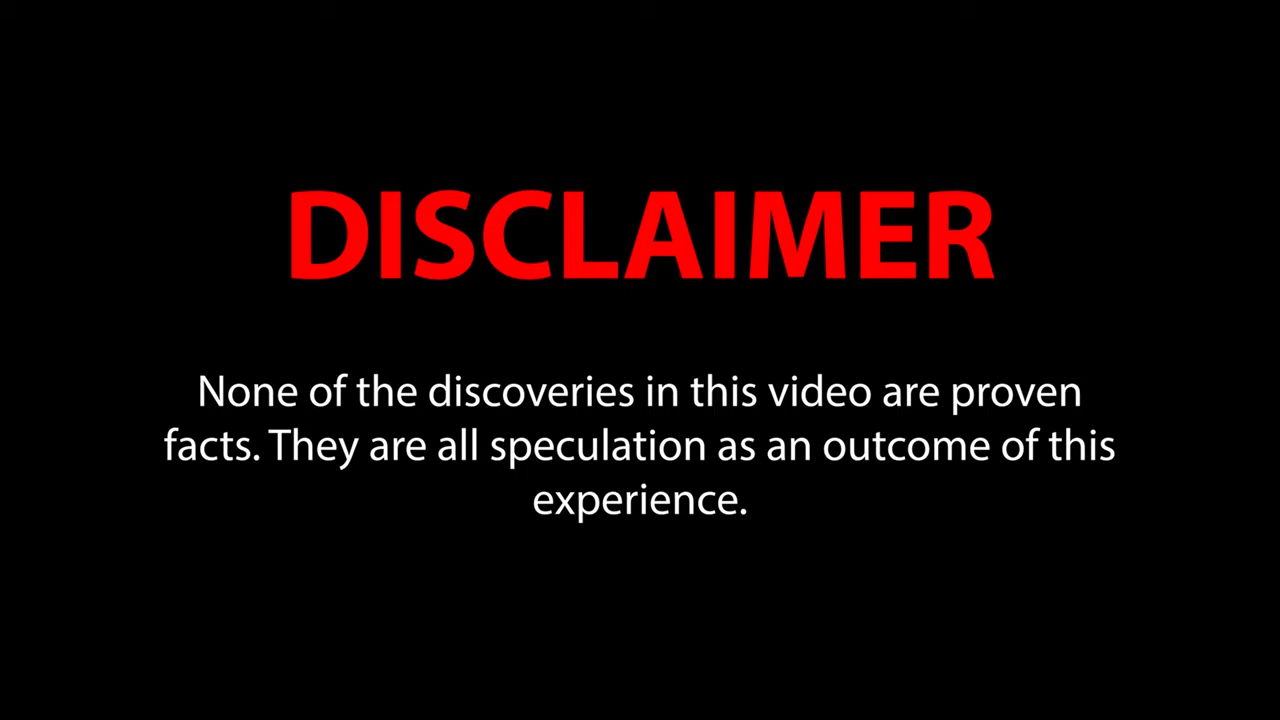 DISCLAIMER
None of the discoveries in this video are proven
facts. They are all speculation as an outcome of this
experience.